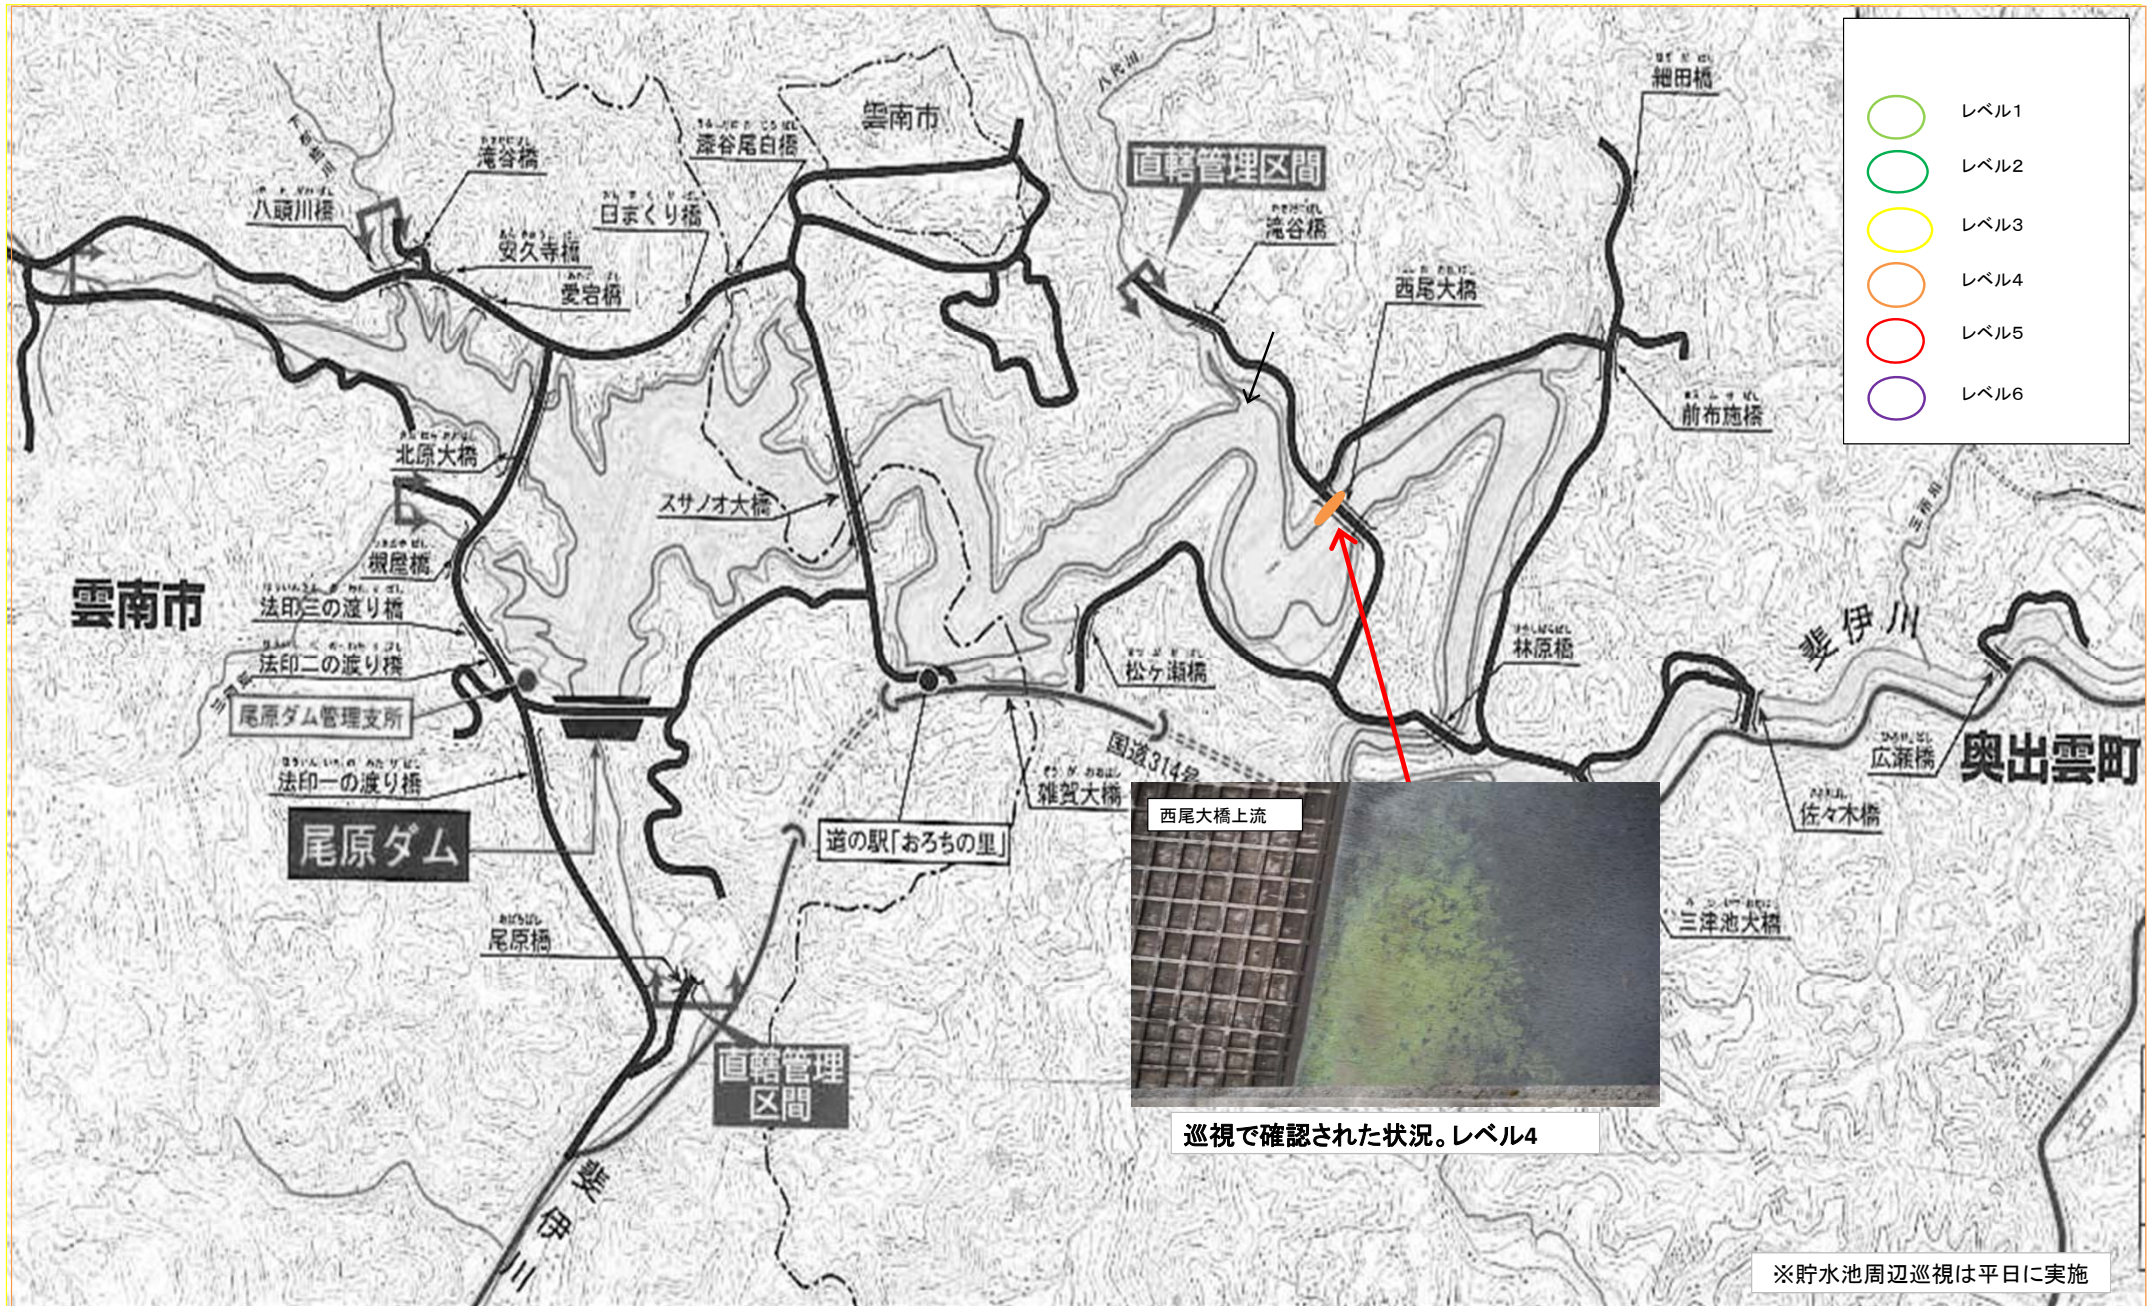 雲南市
細田橋
八代川
レベル1
レベル2
レベル3
レベル4
レベル5
レベル6
漆谷尾白橋
滝谷橋
直轄管理区間
八頭川橋
日まくり橋
滝谷橋
安久寺橋
愛宕橋
西尾大橋
前布施橋
北原大橋
スサノオ大橋
槻屋橋
雲南市
法印三の渡り橋
法印二の渡り橋
尾原ダム管理支所
法印一の渡り橋
林原橋
松ヶ瀬橋
斐伊川
広瀬橋
奥出雲町
国道314号
雑賀大橋
佐々木橋
尾原ダム
道の駅「おろちの里」
西尾大橋上流
三津池大橋
尾原橋
直轄管理
区間
巡視で確認された状況。レベル4
斐伊川
※貯水池周辺巡視は平日に実施